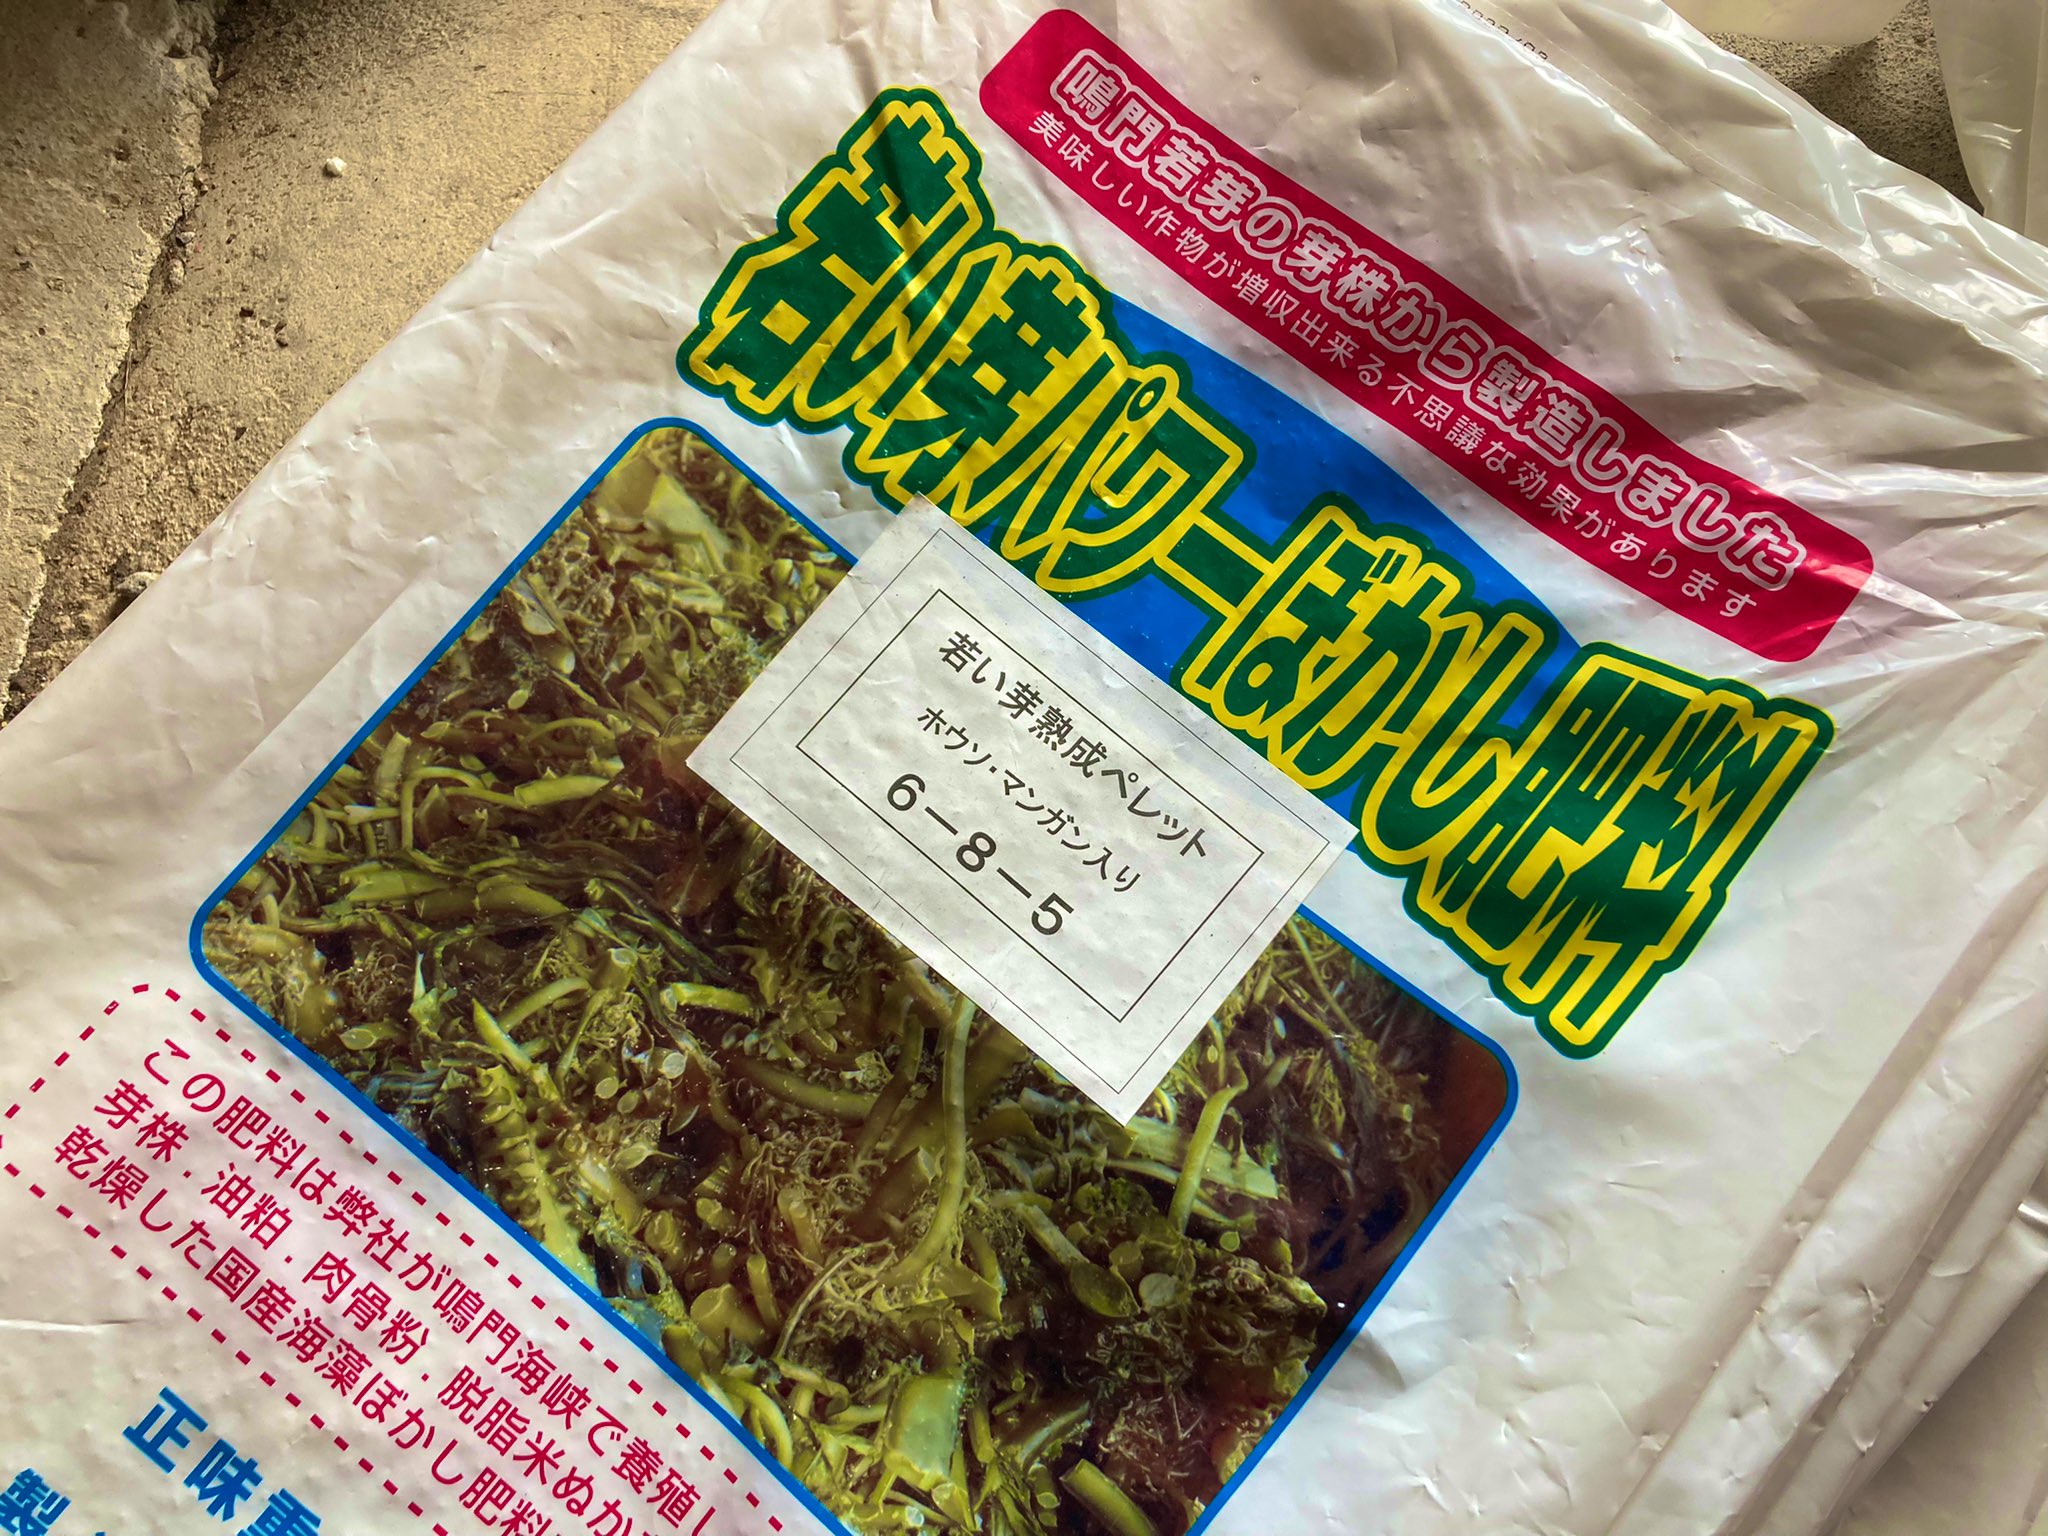 鳴門若芽の芽株から製造しました
美味しい作物が増収出来る不思議な効果があります
若い芽パワーぼかし肥料
若い芽熟成ペレット
ホウソ・マンガン入り
6－8－5
この肥料は弊社が鳴門海峡で養殖し
芽株・油粕・肉骨粉・脱脂米ぬか
乾燥した国産海藻ぼかし肥料
正味重
製